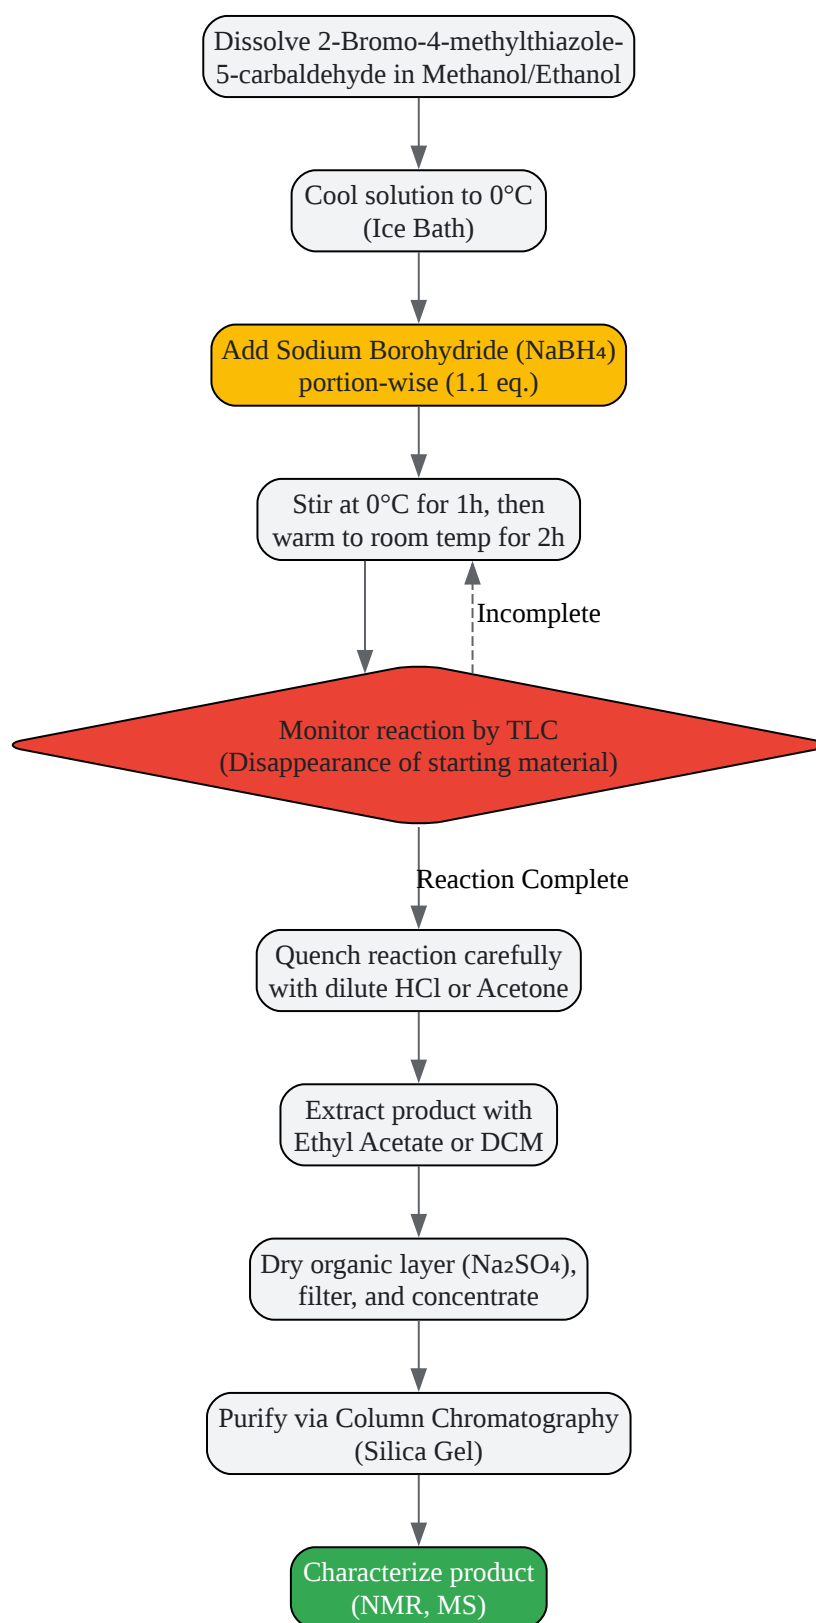 Dissolve 2-Bromo-4-methylthiazole-
5-carbaldehyde in Methanol/Ethanol
Cool solution to 0°C
(Ice Bath)
Add Sodium Borohydride (NaBH₄)
portion-wise (1.1 eq.)
Stir at 0°C for 1h, then
warm to room temp for 2h
Incomplete
Monitor reaction by TLC
(Disappearance of starting material)
Reaction Complete
Quench reaction carefully
with dilute HCl or Acetone
Extract product with
Ethyl Acetate or DCM
Dry organic layer (Na₂SO₄),
filter, and concentrate
Purify via Column Chromatography
(Silica Gel)
Characterize product
(NMR, MS)